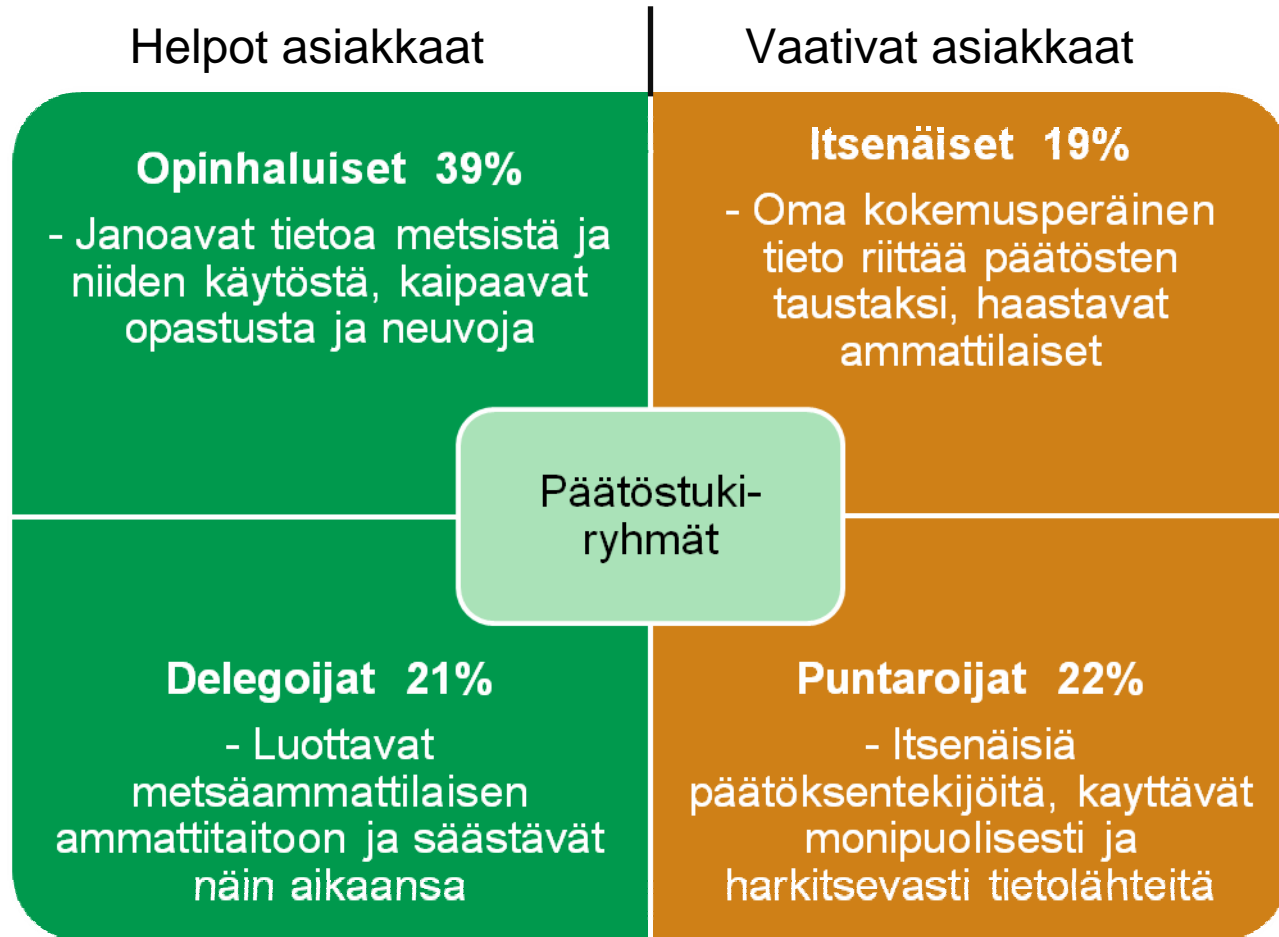 Helpot asiakkaat
Vaativat asiakkaat
Opinhaluiset 39%
- Janoavat tietoa metsistä ja
niiden käytöstä, kaipaavat
opastusta ja neuvoja
Itsenäiset 19%
- Oma kokemusperäinen
tieto riittää päätösten
taustaksi, haastavat
ammattilaiset
Päätöstuki-
ryhmät
Delegoijat 21%
- Luottavat
metsäammattilaisen
ammattitaitoon ja säästävät
näin aikaansa
Puntaroijat 22%
- Itsenäisiä
päätöksentekijöitä, kayttävät
monipuolisesti ja
harkitsevasti tietolähteitä